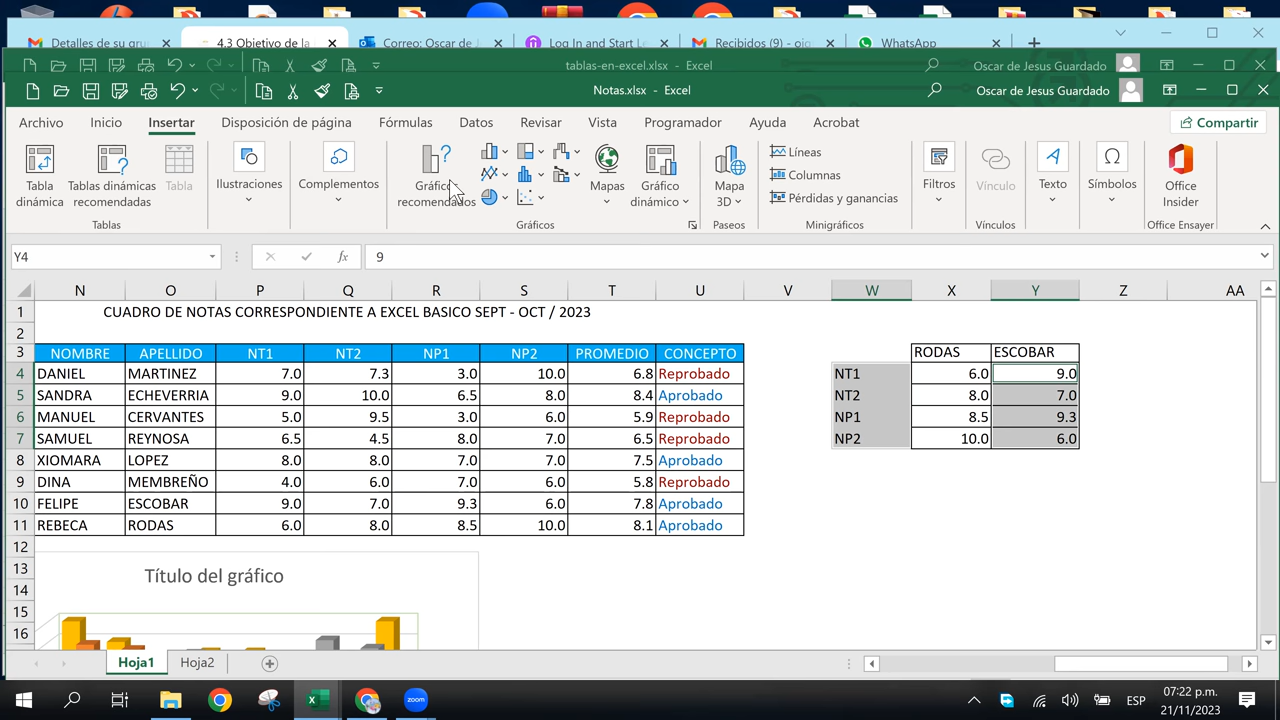 Detalles de su gru
4.3 Objetivo de la
Correo: Oscar de J
Log In and Start Le
Recibidos (9) - ojg
WhatsApp
tablas-en-excel.xlsx - Excel
Oscar de Jesus Guardado
Notas.xlsx - Excel
Oscar de Jesus Guardado
Archivo Inicio Insertar Disposición de página Fórmulas Datos Revisar Vista Programador Ayuda Acrobat Compartir
Tabla dinámica
Tablas dinámicas recomendadas
Tabla
Ilustraciones
Complementos
Gráficos recomendados
Mapas
Gráfico dinámico
Mapa 3D
Líneas
Columnas
Pérdidas y ganancias
Filtros
Vínculo
Texto
Símbolos
Office Insider
Tablas Gráficos Paseos Minigráficos Vínculos Office Ensayer
Y4 fx 9
N O P Q R S T U V W X Y Z AA
1 CUADRO DE NOTAS CORRESPONDIENTE A EXCEL BASICO SEPT - OCT / 2023
2
3 NOMBRE APELLIDO NT1 NT2 NP1 NP2 PROMEDIO CONCEPTO RODAS ESCOBAR
4 DANIEL MARTINEZ 7.0 7.3 3.0 10.0 6.8 Reprobado NT1 6.0 9.0
5 SANDRA ECHEVERRIA 9.0 10.0 6.5 8.0 8.4 Aprobado NT2 8.0 7.0
6 MANUEL CERVANTES 5.0 9.5 3.0 6.0 5.9 Reprobado NP1 8.5 9.3
7 SAMUEL REYNOSA 6.5 4.5 8.0 7.0 6.5 Reprobado NP2 10.0 6.0
8 XIOMARA LOPEZ 8.0 8.0 7.0 7.0 7.5 Aprobado
9 DINA MEMBREÑO 4.0 6.0 7.0 6.0 5.8 Reprobado
10 FELIPE ESCOBAR 9.0 7.0 9.3 6.0 7.8 Aprobado
11 REBECA RODAS 6.0 8.0 8.5 10.0 8.1 Aprobado
12
13 Título del gráfico
14
15
16
Hoja1 Hoja2
zoom
ESP
07:22 p.m.
21/11/2023